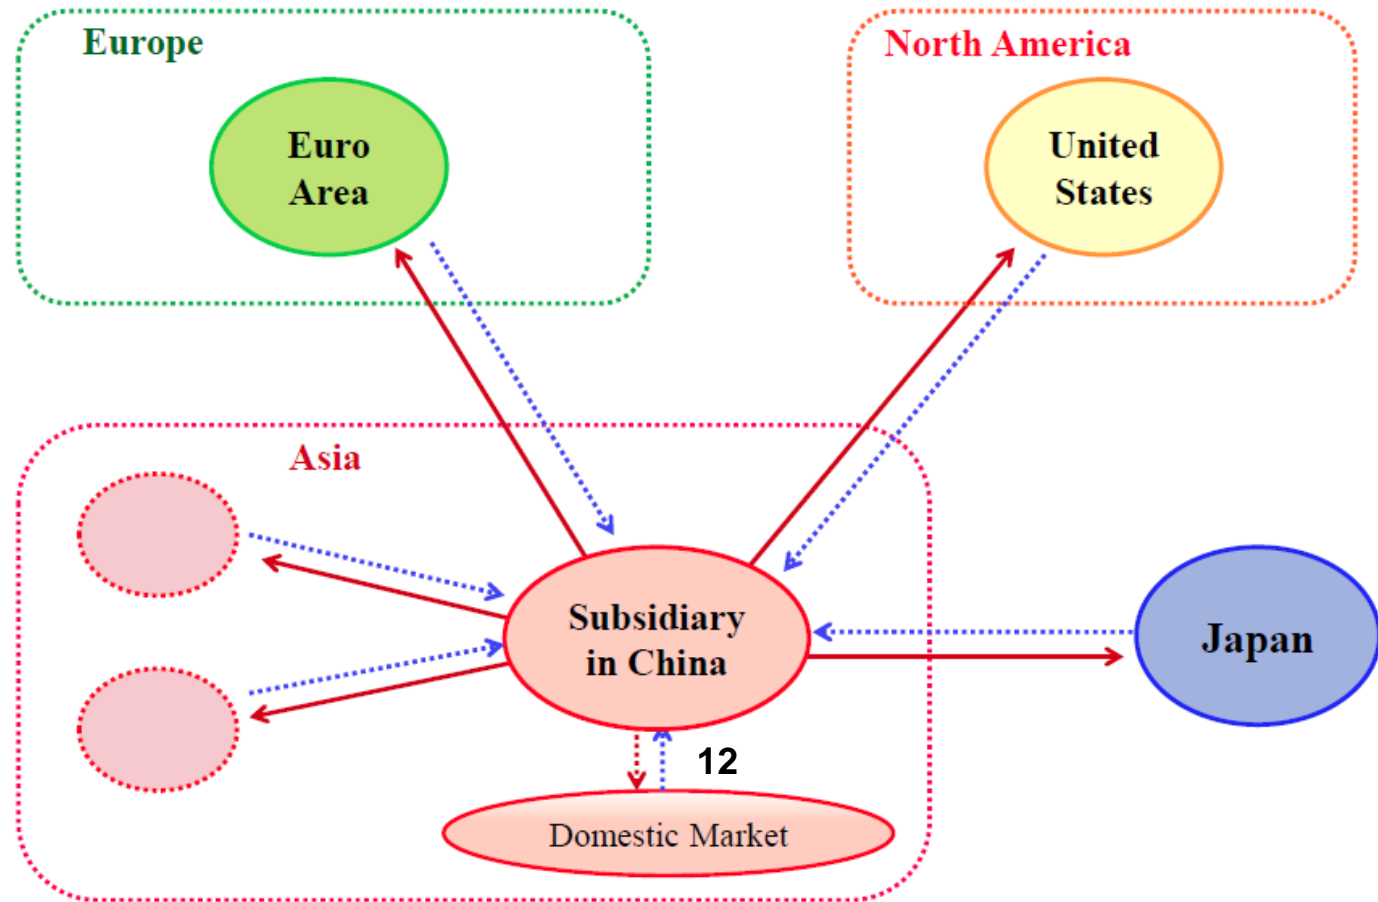 Europe
North America
Euro
Area
United
States
Asia
Subsidiary
in China
Japan
12
Domestic Market